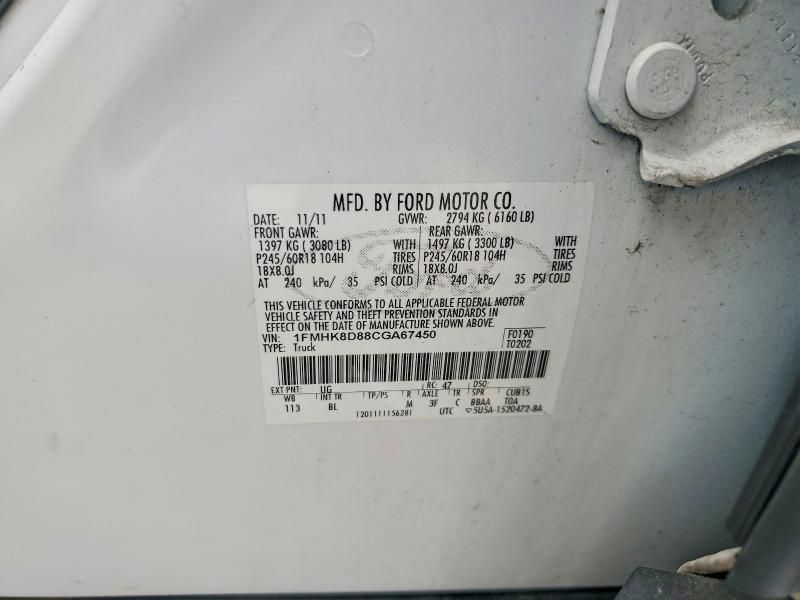 MFD. BY FORD MOTOR CO.
DATE: 11/11 GVWR: 2794 KG ( 6160 LB)
FRONT GAWR: REAR GAWR:
1397 KG ( 3080 LB) WITH 1497 KG ( 3300 LB) WITH
P245/60R18 104H TIRES P245/60R18 104H TIRES
18X8.0J RIMS 18X8.0J RIMS
AT 240 kPa/ 35 PSI COLD AT 240 kPa/ 35 PSI COLD
THIS VEHICLE CONFORMS TO ALL APPLICABLE FEDERAL MOTOR
VEHICLE SAFETY AND THEFT PREVENTION STANDARDS IN
EFFECT ON THE DATE OF MANUFACTURE SHOWN ABOVE.
VIN: 1FMHK8D88CGA67450 F0190
TYPE: Truck T0202
EXT PNT: UG RC: 47 DSO:
WB INT TR TP/PS R AXLE TR SPR CUBIS
113 BL M 3F C BBAA TOA
1201111156281 UTC ▽5U5A-1520472-BA